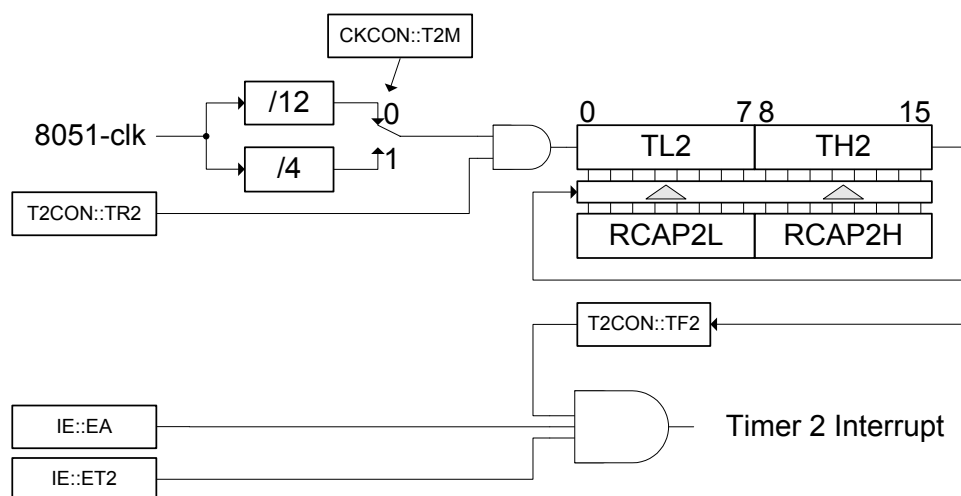 CKCON::T2M
/12
0
8051-clk
1
/4
T2CON::TR2
0 7 8 15
TL2 TH2
RCAP2L RCAP2H
T2CON::TF2
IE::EA
Timer 2 Interrupt
IE::ET2